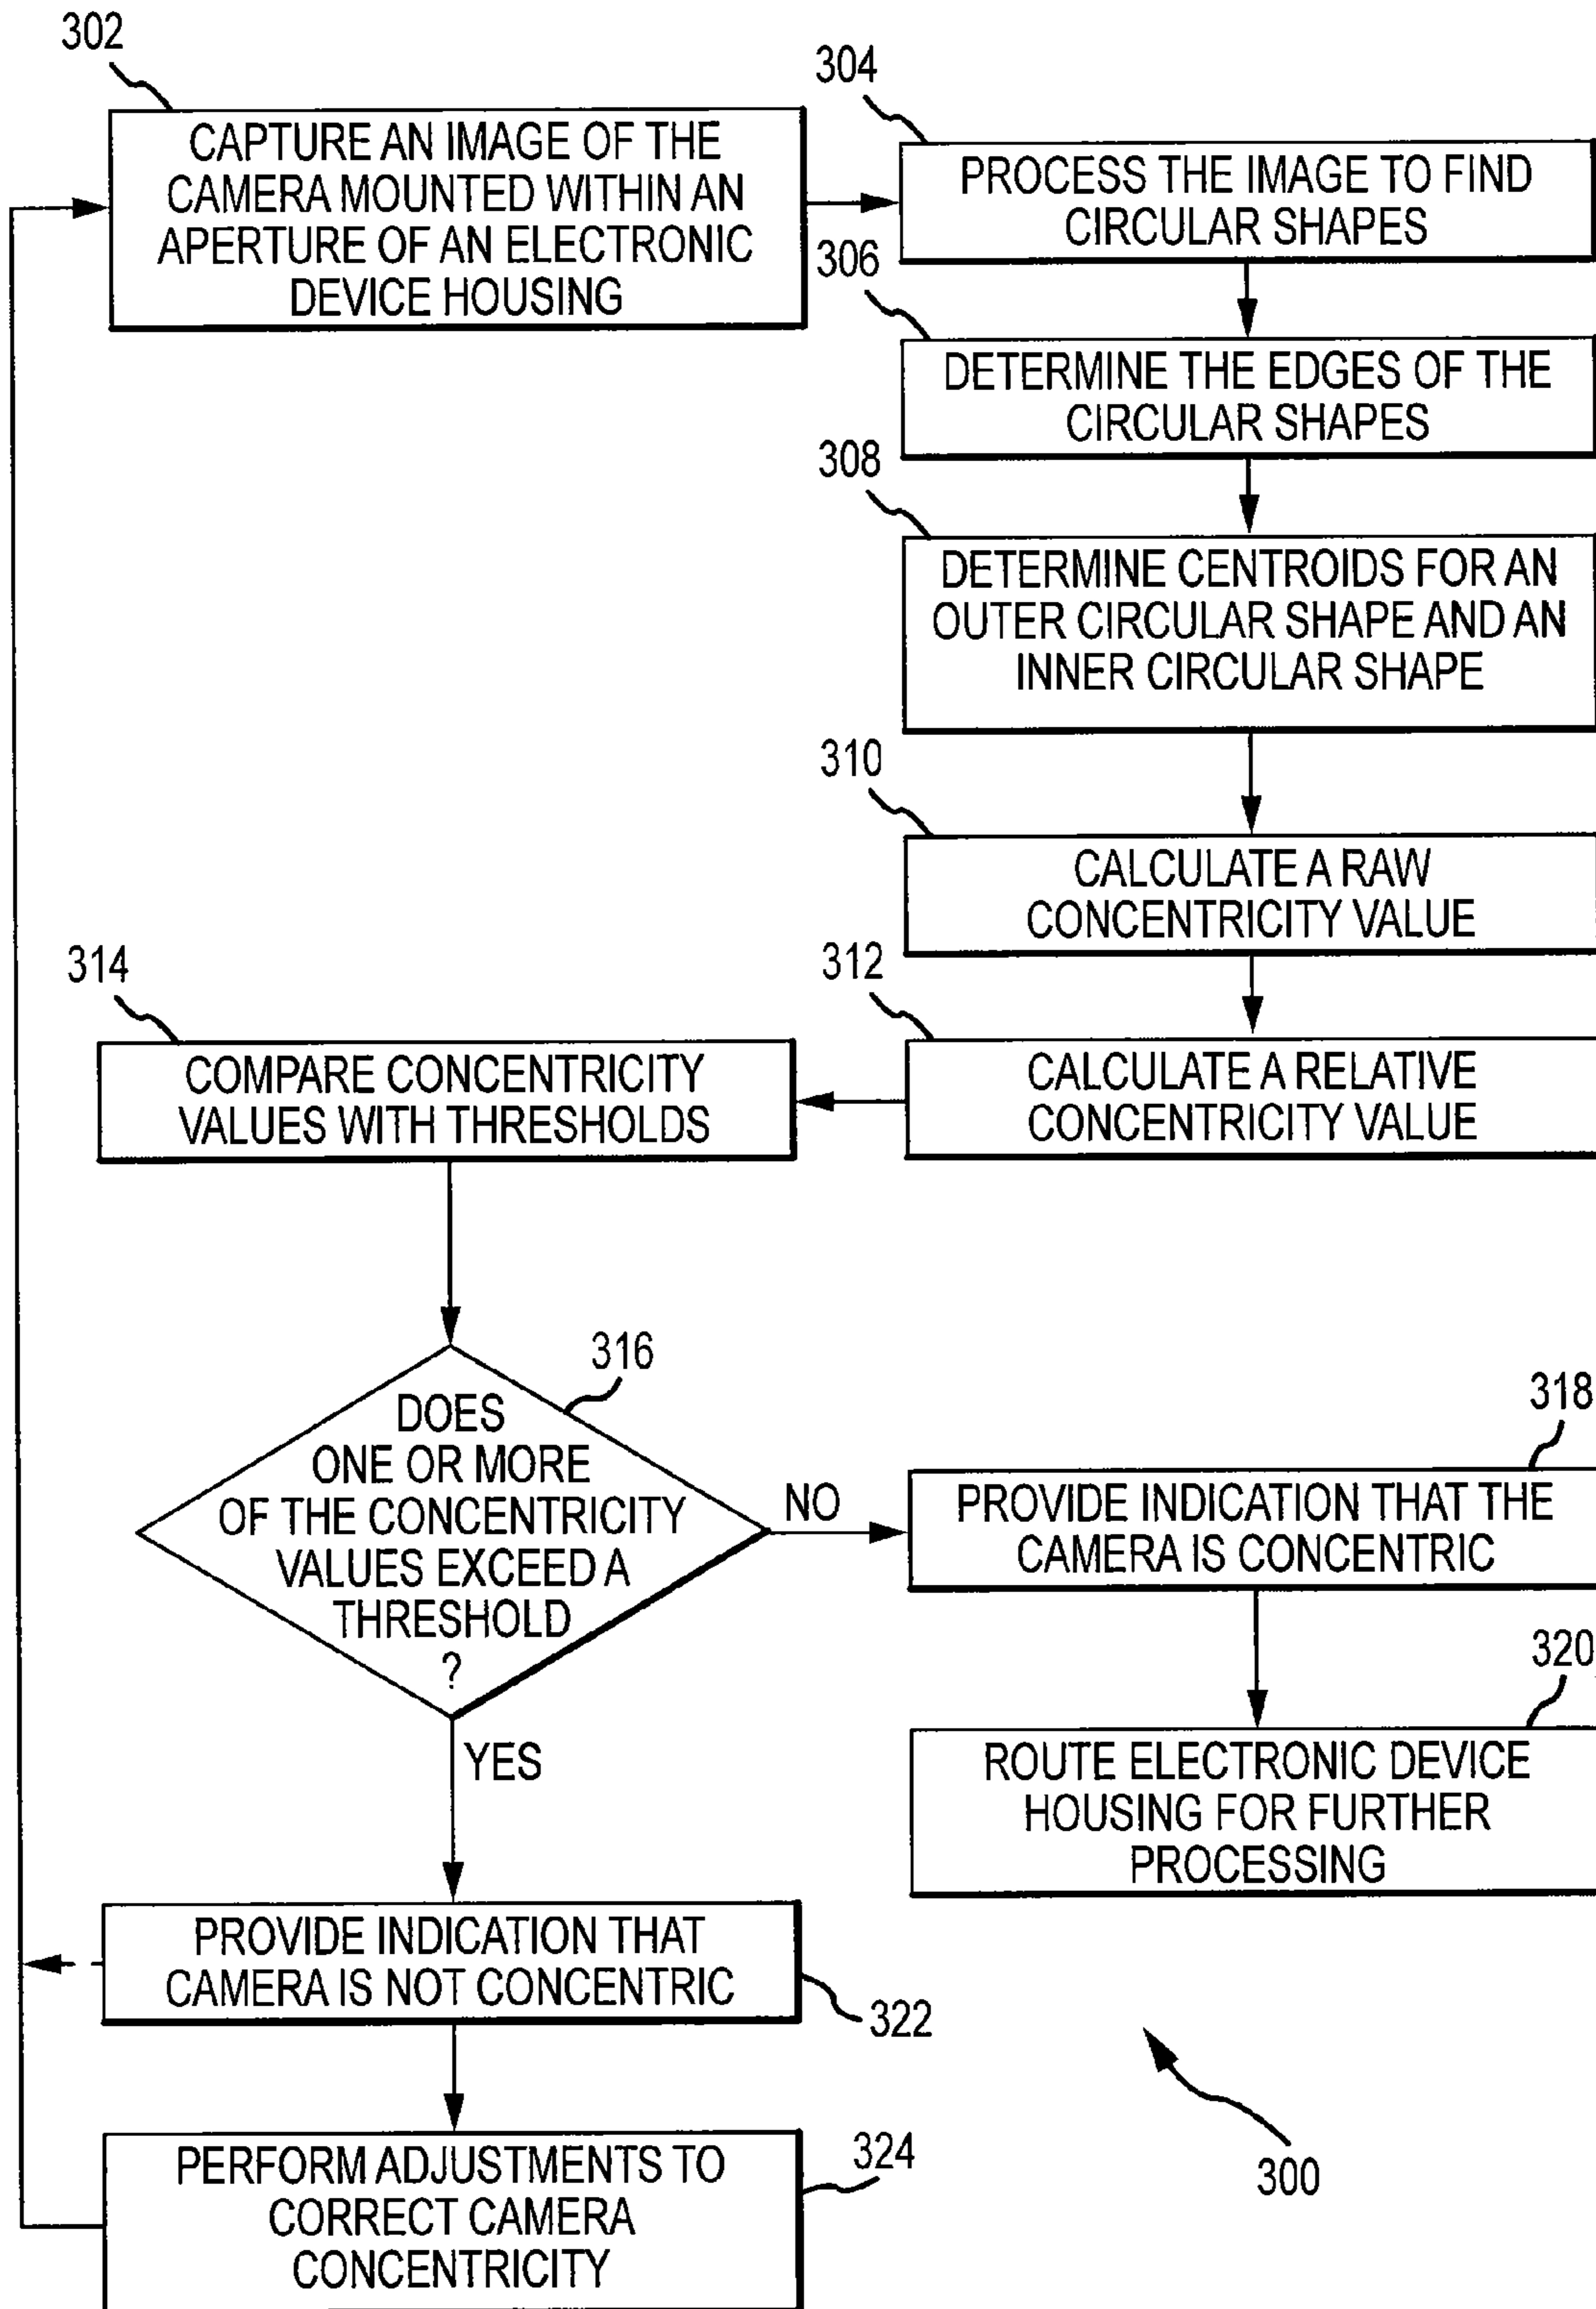 302
CAPTURE AN IMAGE OF THE
CAMERA MOUNTED WITHIN AN
APERTURE OF AN ELECTRONIC
DEVICE HOUSING
304
PROCESS THE IMAGE TO FIND
CIRCULAR SHAPES
306
DETERMINE THE EDGES OF THE
CIRCULAR SHAPES
308
DETERMINE CENTROIDS FOR AN
OUTER CIRCULAR SHAPE AND AN
INNER CIRCULAR SHAPE
310
CALCULATE A RAW
CONCENTRICITY VALUE
312
CALCULATE A RELATIVE
CONCENTRICITY VALUE
314
COMPARE CONCENTRICITY
VALUES WITH THRESHOLDS
316
DOES
ONE OR MORE
OF THE CONCENTRICITY
VALUES EXCEED A
THRESHOLD
?
NO
318
PROVIDE INDICATION THAT THE
CAMERA IS CONCENTRIC
320
ROUTE ELECTRONIC DEVICE
HOUSING FOR FURTHER
PROCESSING
YES
PROVIDE INDICATION THAT
CAMERA IS NOT CONCENTRIC
322
PERFORM ADJUSTMENTS TO
CORRECT CAMERA
CONCENTRICITY
324
300